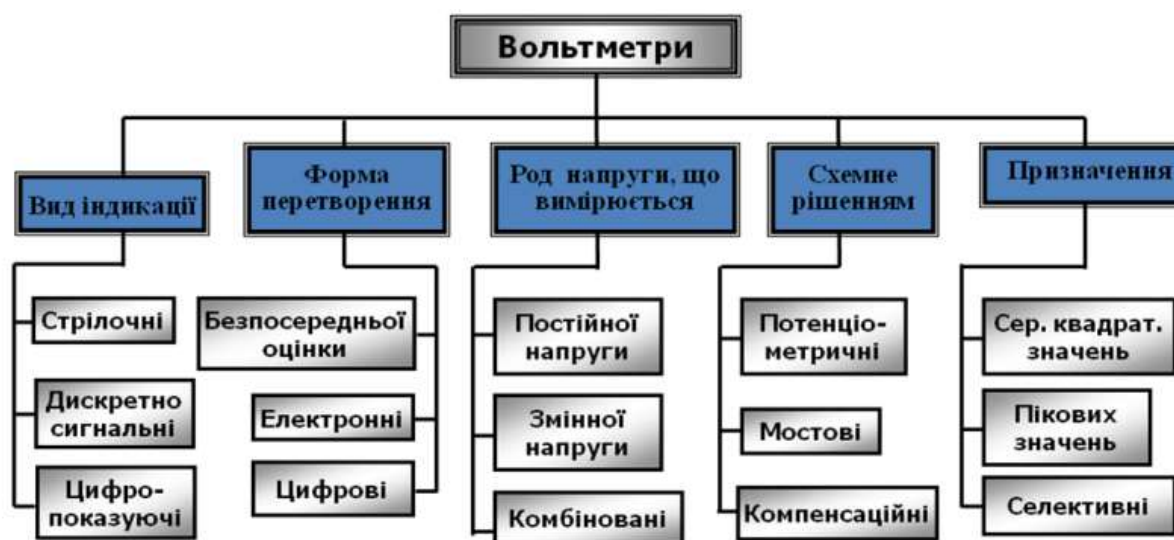 Вольтметри
Вид індикації
Форма
перетворення
Род напруги, що
вимірюється
Схемне
рішенням
Призначення
Стрілочні
Дискретно
сигнальні
Цифро-
показуючі
Безпосередньої
оцінки
Електронні
Цифрові
Постійної
напруги
Змінної
напруги
Комбіновані
Потенціо-
метричні
Мостові
Компенсаційні
Сер. квадрат.
значень
Пікових
значень
Селективні